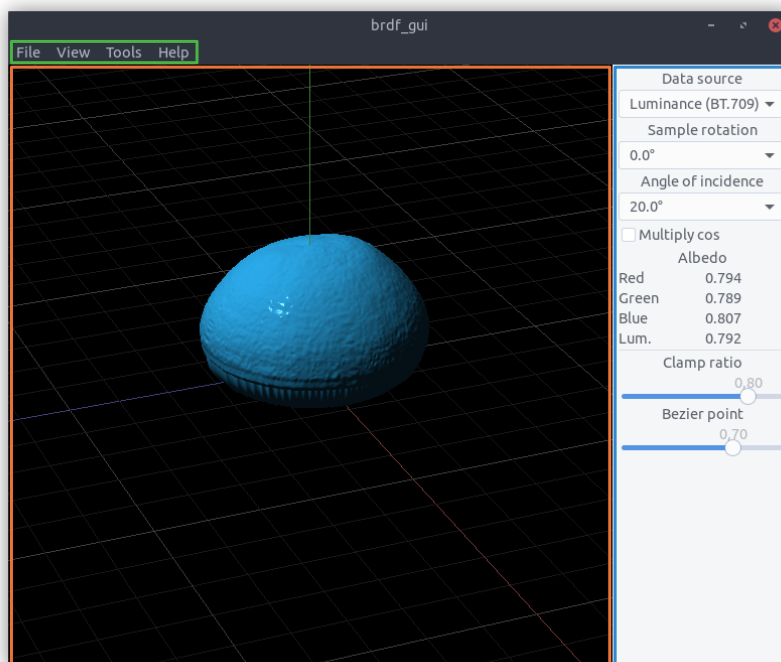 brdf_gui
File View Tools Help
Data source
Luminance (BT.709)
Sample rotation
0.0°
Angle of incidence
20.0°
Multiply cos
Albedo
Red 0.794
Green 0.789
Blue 0.807
Lum. 0.792
Clamp ratio
0,80
Bezier point
0,70